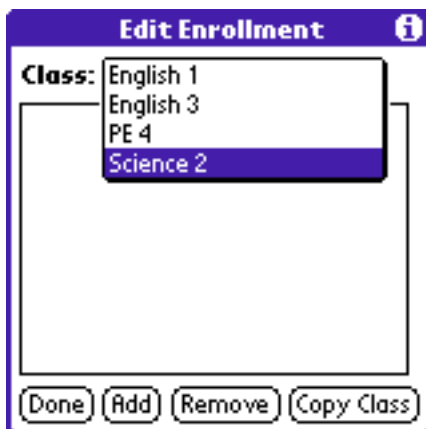 Edit Enrollment i
Class: English 1
English 3
PE 4
Science 2
Done Add Remove Copy Class